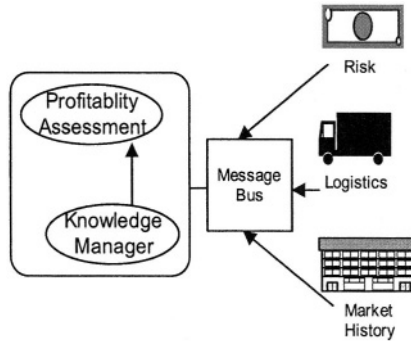 Profitablity
Assessment
Knowledge
Manager
Message
Bus
Risk
Logistics
Market
History